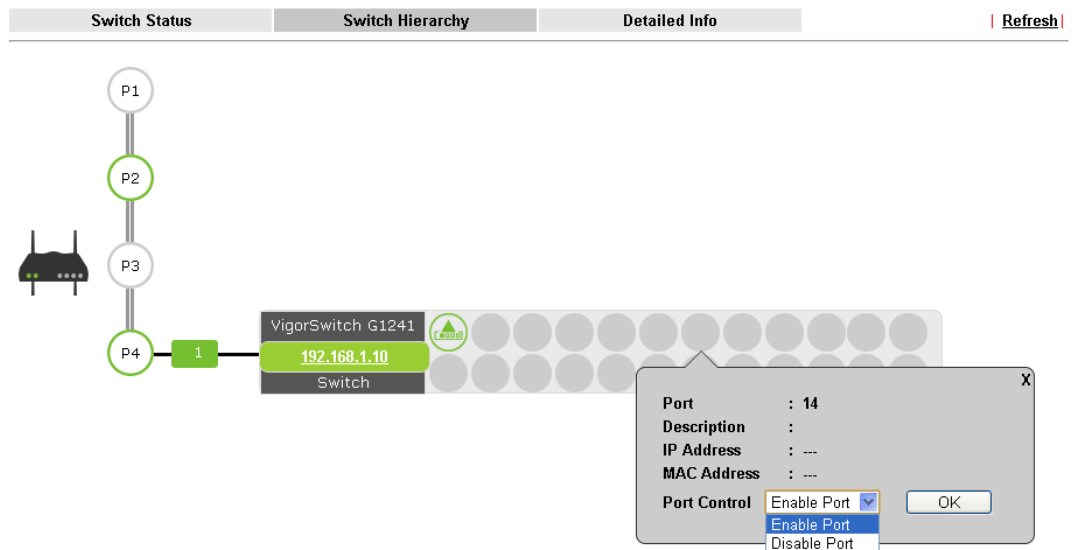 Switch Status Switch Hierarchy Detailed Info | Refresh |
P1
P2
P3
P4 1
VigorSwitch G1241
192.168.1.10
Switch
X
Port : 14
Description :
IP Address : ---
MAC Address : ---
Port Control Enable Port OK
Enable Port
Disable Port